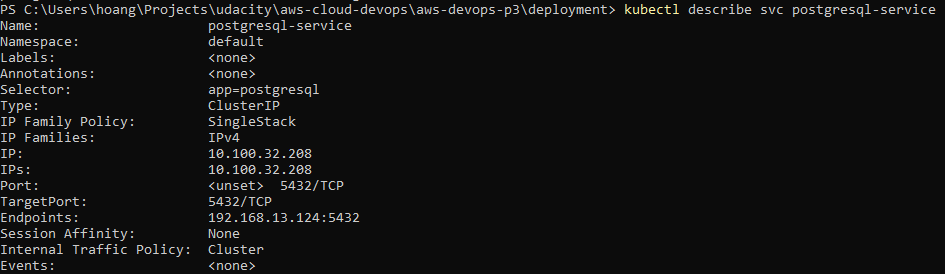 PS C:\Users\hoang\Projects\udacity\aws-cloud-devops\aws-devops-p3\deployment> kubectl describe svc postgresql-service
Name:                     postgresql-service
Namespace:                default
Labels:                   <none>
Annotations:              <none>
Selector:                 app=postgresql
Type:                     ClusterIP
IP Family Policy:         SingleStack
IP Families:              IPv4
IP:                       10.100.32.208
IPs:                      10.100.32.208
Port:                     <unset>  5432/TCP
TargetPort:               5432/TCP
Endpoints:                192.168.13.124:5432
Session Affinity:         None
Internal Traffic Policy:  Cluster
Events:                   <none>